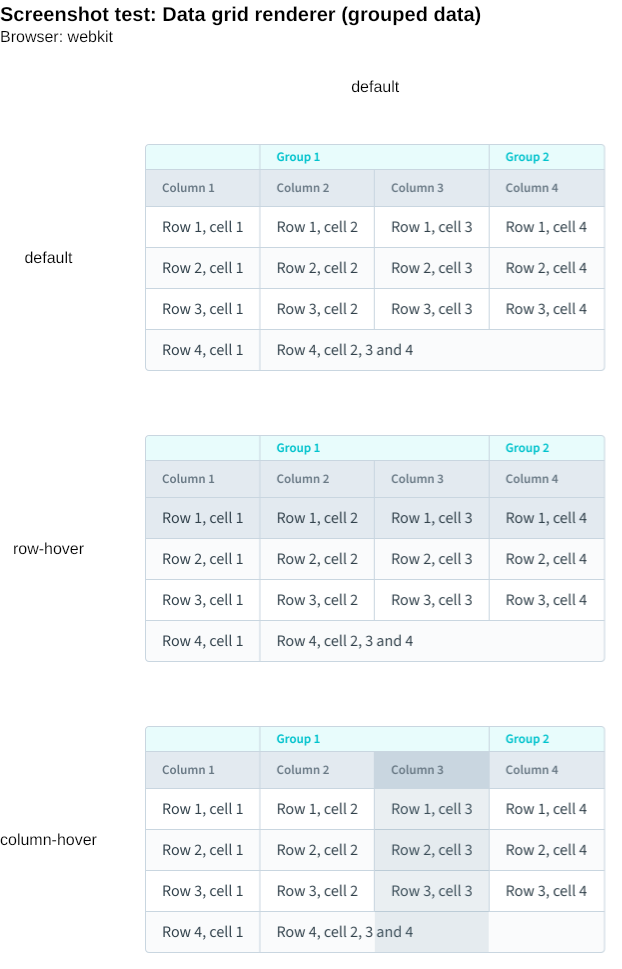 Screenshot test: Data grid renderer (grouped data)
Browser: webkit
default
Group 1 Group 2
Column 1 Column 2 Column 3 Column 4
Row 1, cell 1 Row 1, cell 2 Row 1, cell 3 Row 1, cell 4
default
Row 2, cell 1 Row 2, cell 2 Row 2, cell 3 Row 2, cell 4
Row 3, cell 1 Row 3, cell 2 Row 3, cell 3 Row 3, cell 4
Row 4, cell 1 Row 4, cell 2, 3 and 4
Group 1 Group 2
Column 1 Column 2 Column 3 Column 4
Row 1, cell 1 Row 1, cell 2 Row 1, cell 3 Row 1, cell 4
row-hover
Row 2, cell 1 Row 2, cell 2 Row 2, cell 3 Row 2, cell 4
Row 3, cell 1 Row 3, cell 2 Row 3, cell 3 Row 3, cell 4
Row 4, cell 1 Row 4, cell 2, 3 and 4
Group 1 Group 2
Column 1 Column 2 Column 3 Column 4
Row 1, cell 1 Row 1, cell 2 Row 1, cell 3 Row 1, cell 4
column-hover
Row 2, cell 1 Row 2, cell 2 Row 2, cell 3 Row 2, cell 4
Row 3, cell 1 Row 3, cell 2 Row 3, cell 3 Row 3, cell 4
Row 4, cell 1 Row 4, cell 2, 3 and 4